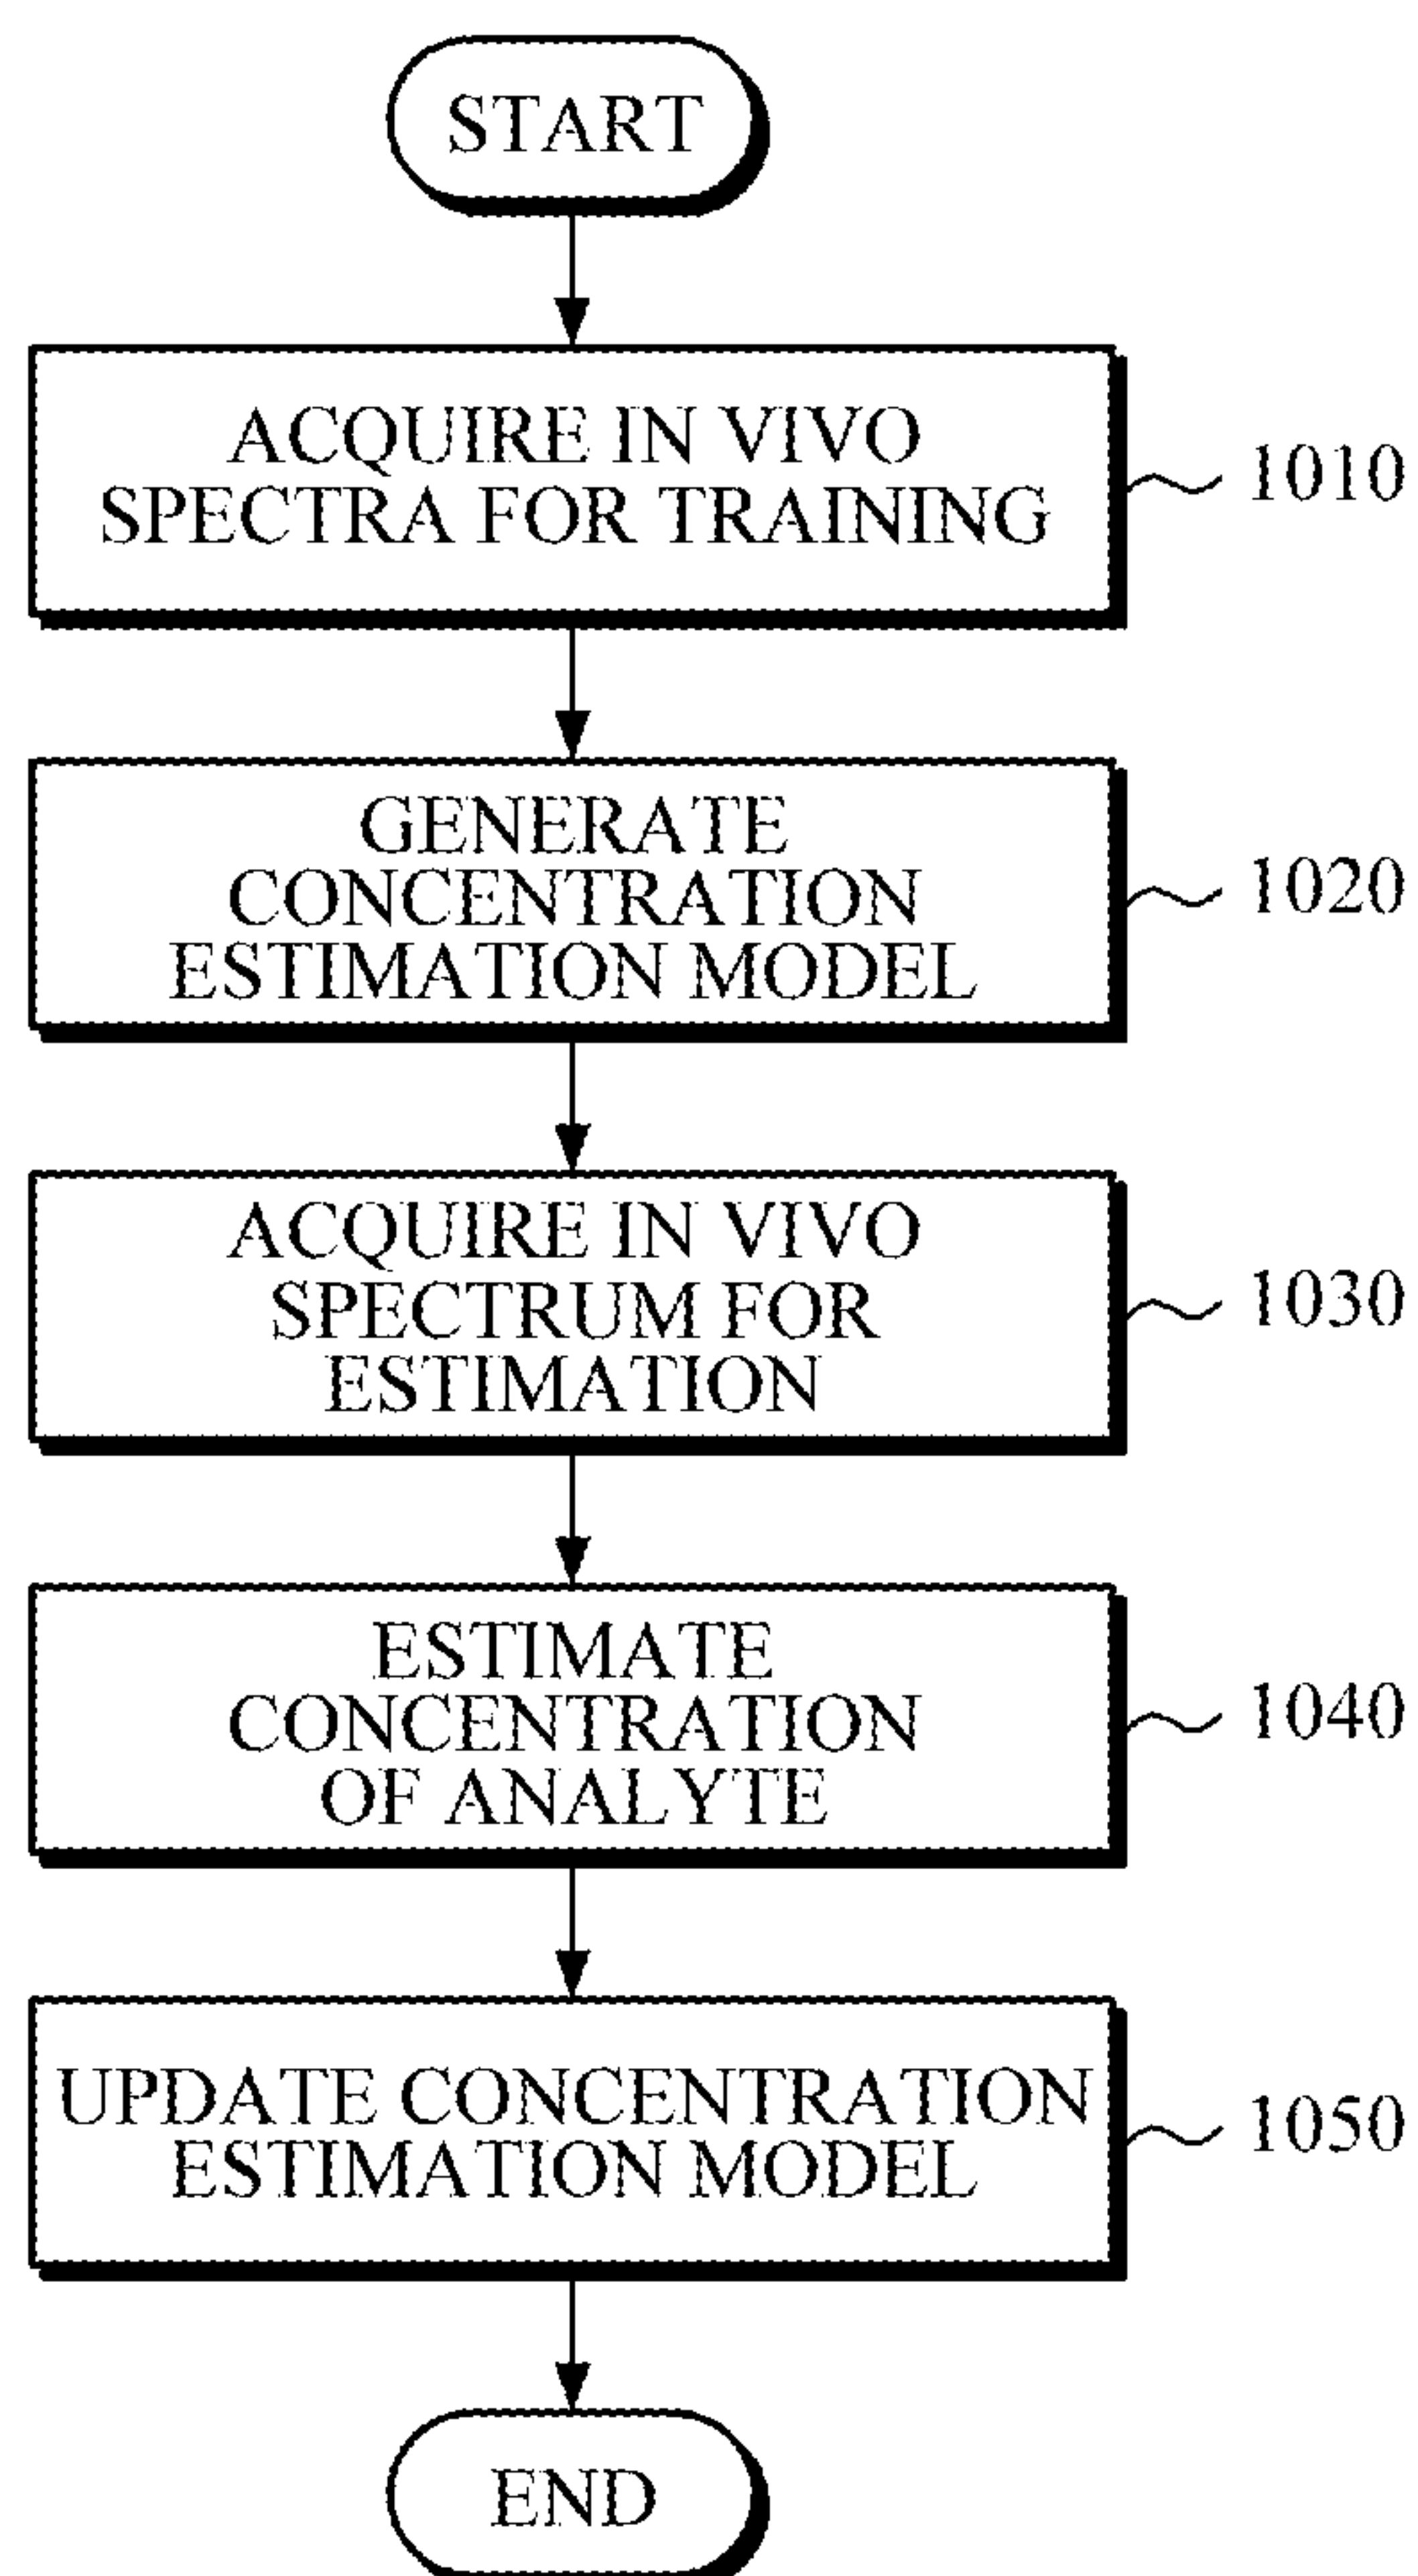 START
ACQUIRE IN VIVO
SPECTRA FOR TRAINING
1010
GENERATE
CONCENTRATION
ESTIMATION MODEL
1020
ACQUIRE IN VIVO
SPECTRUM FOR
ESTIMATION
1030
ESTIMATE
CONCENTRATION
OF ANALYTE
1040
UPDATE CONCENTRATION
ESTIMATION MODEL
1050
END